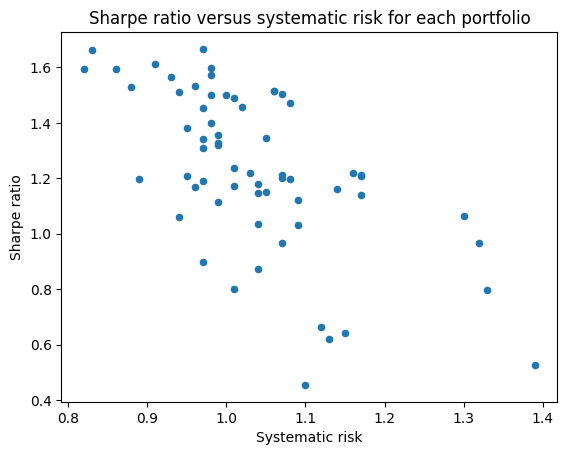 Sharpe ratio versus systematic risk for each portfolio
1.6
1.4
1.2
1.0
0.8
0.6
0.4
Sharpe ratio
0.8 0.9 1.0 1.1 1.2 1.3 1.4
Systematic risk